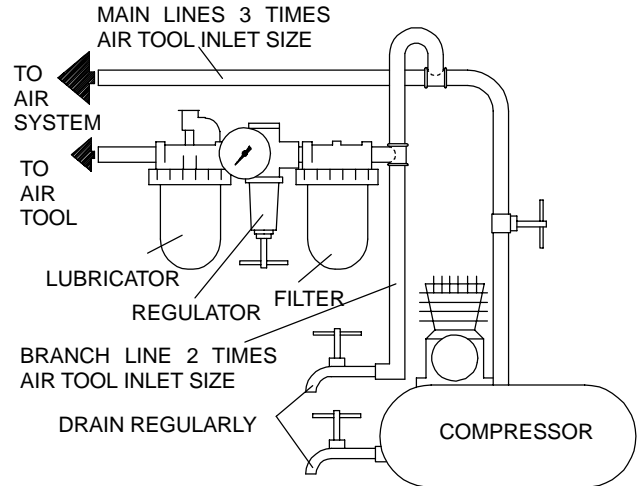 MAIN LINES 3 TIMES
AIR TOOL INLET SIZE
TO
AIR
SYSTEM
TO
AIR
TOOL
LUBRICATOR
REGULATOR
FILTER
BRANCH LINE 2 TIMES
AIR TOOL INLET SIZE
DRAIN REGULARLY
COMPRESSOR